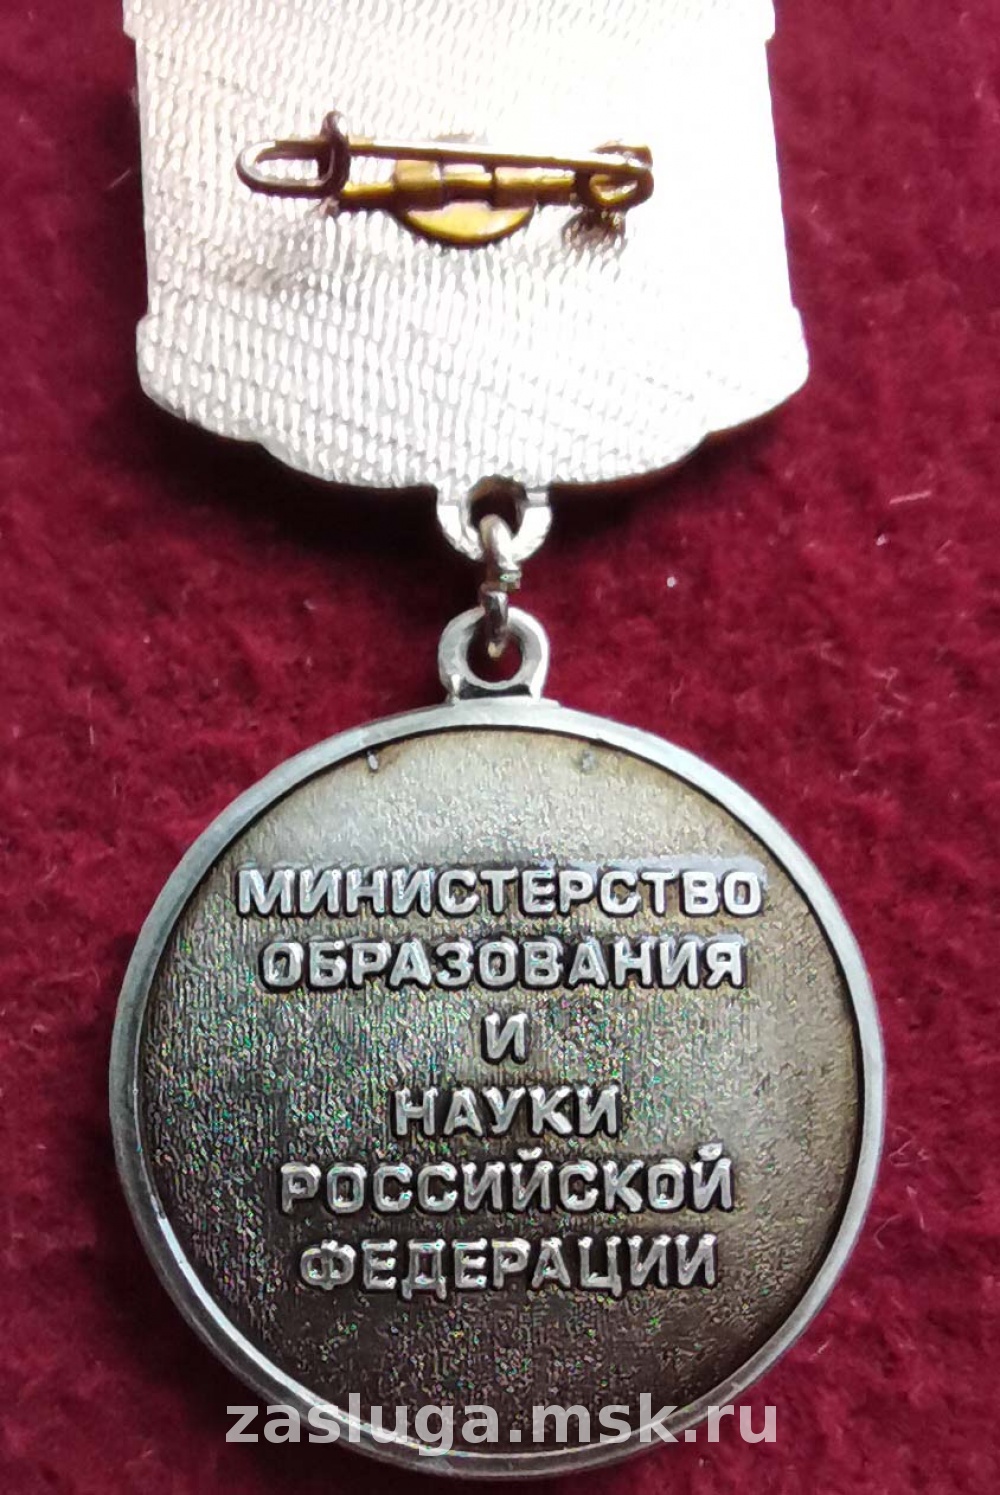 МИНИСТЕРСТВО
ОБРАЗОВАНИЯ
И
НАУКИ
РОССИЙСКОЙ
ФЕДЕРАЦИИ
zasluga.msk.ru